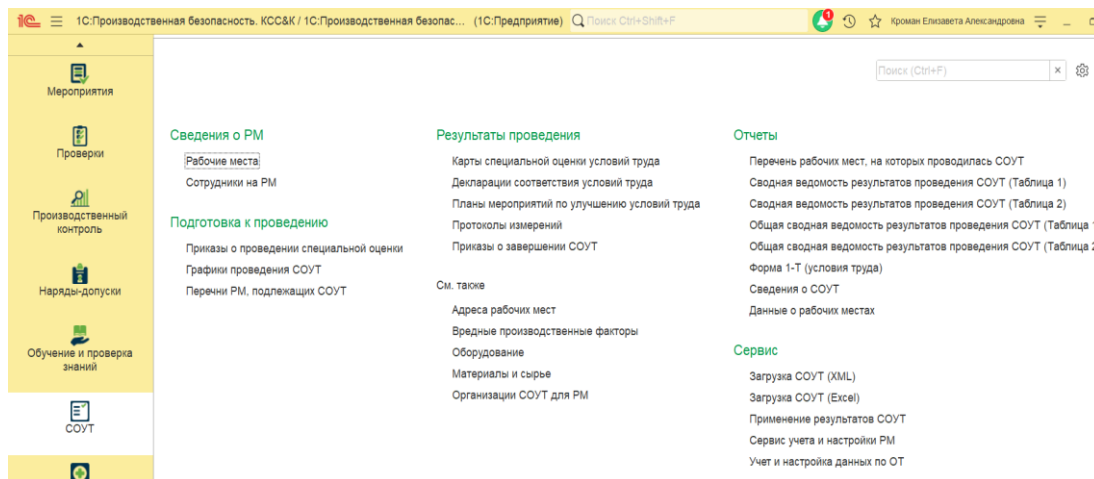 1С:Производственная безопасность. КСС&К / 1С:Производственная безопас... (1С:Предприятие)
Поиск Ctrl+Shift+F
1
Кроман Елизавета Александровна
Поиск (Ctrl+F)
Мероприятия
Проверки
Производственный
контроль
Наряды-допуски
Обучение и проверка
знаний
СОУТ
Сведения о РМ
Рабочие места
Сотрудники на РМ
Подготовка к проведению
Приказы о проведении специальной оценки
Графики проведения СОУТ
Перечни РМ, подлежащих СОУТ
Результаты проведения
Карты специальной оценки условий труда
Декларации соответствия условий труда
Планы мероприятий по улучшению условий труда
Протоколы измерений
Приказы о завершении СОУТ
См. также
Адреса рабочих мест
Вредные производственные факторы
Оборудование
Материалы и сырье
Организации СОУТ для РМ
Отчеты
Перечень рабочих мест, на которых проводилась СОУТ
Сводная ведомость результатов проведения СОУТ (Таблица 1)
Сводная ведомость результатов проведения СОУТ (Таблица 2)
Общая сводная ведомость результатов проведения СОУТ (Таблица 1
Общая сводная ведомость результатов проведения СОУТ (Таблица 2
Форма 1-Т (условия труда)
Сведения о СОУТ
Данные о рабочих местах
Сервис
Загрузка СОУТ (XML)
Загрузка СОУТ (Excel)
Применение результатов СОУТ
Сервис учета и настройки РМ
Учет и настройка данных по ОТ